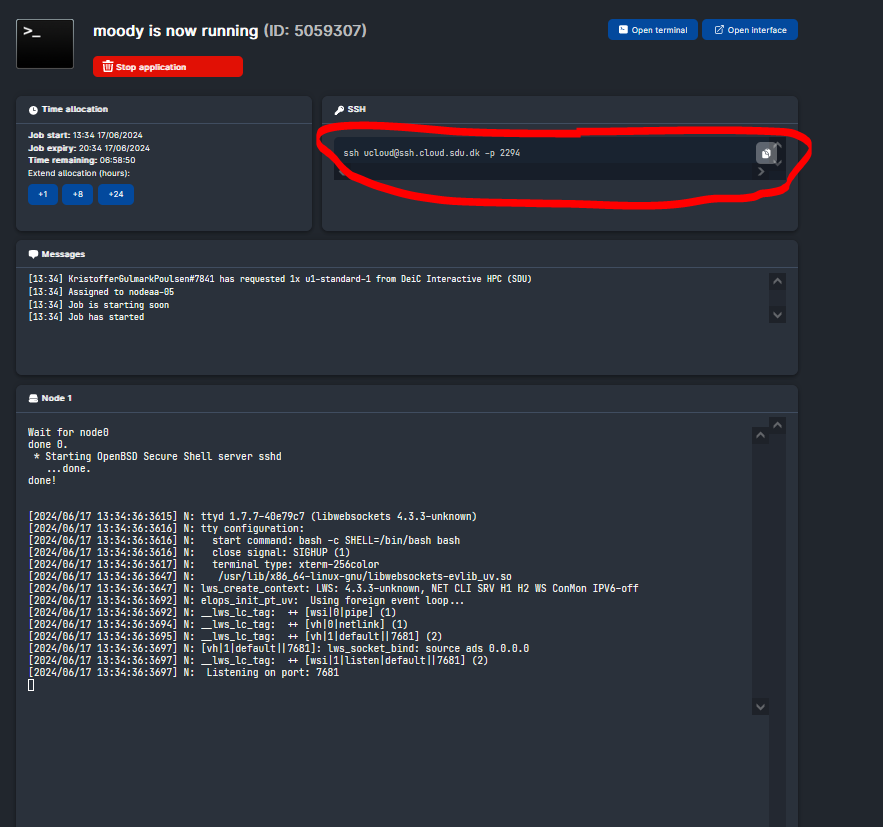 >_
moody is now running (ID: 5059307)
Open terminal
Open interface
Stop application
Time allocation
Job start: 13:34 17/06/2024
Job expiry: 20:34 17/06/2024
Time remaining: 06:58:50
Extend allocation (hours):
+1 +8 +24
SSH
ssh ucloud@ssh.cloud.sdu.dk -p 2294
Messages
[13:34] KristofferGulmarkPoulsen#7841 has requested 1x u1-standard-1 from DeiC Interactive HPC (SDU)
[13:34] Assigned to nodeaa-05
[13:34] Job is starting soon
[13:34] Job has started
Node 1
Wait for node0
done 0.
* Starting OpenBSD Secure Shell server sshd
...done.
done!
[2024/06/17 13:34:36:3615] N: ttyd 1.7.7-40e79c7 (libwebsockets 4.3.3-unknown)
[2024/06/17 13:34:36:3616] N: tty configuration:
[2024/06/17 13:34:36:3616] N:   start command: bash -c SHELL=/bin/bash bash
[2024/06/17 13:34:36:3616] N:   close signal: SIGHUP (1)
[2024/06/17 13:34:36:3617] N:   terminal type: xterm-256color
[2024/06/17 13:34:36:3647] N:    /usr/lib/x86_64-linux-gnu/libwebsockets-evlib_uv.so
[2024/06/17 13:34:36:3647] N: lws_create_context: LWS: 4.3.3-unknown, NET CLI SRV H1 H2 WS ConMon IPV6-off
[2024/06/17 13:34:36:3692] N: elops_init_pt_uv:  Using foreign event loop...
[2024/06/17 13:34:36:3692] N: __lws_lc_tag:  ++ [wsi|0|pipe] (1)
[2024/06/17 13:34:36:3694] N: __lws_lc_tag:  ++ [vh|0|netlink] (1)
[2024/06/17 13:34:36:3695] N: __lws_lc_tag:  ++ [vh|1|default||7681] (2)
[2024/06/17 13:34:36:3697] N: [vh|1|default||7681]: lws_socket_bind: source ads 0.0.0.0
[2024/06/17 13:34:36:3697] N: __lws_lc_tag:  ++ [wsi|1|listen|default||7681] (2)
[2024/06/17 13:34:36:3697] N:  Listening on port: 7681